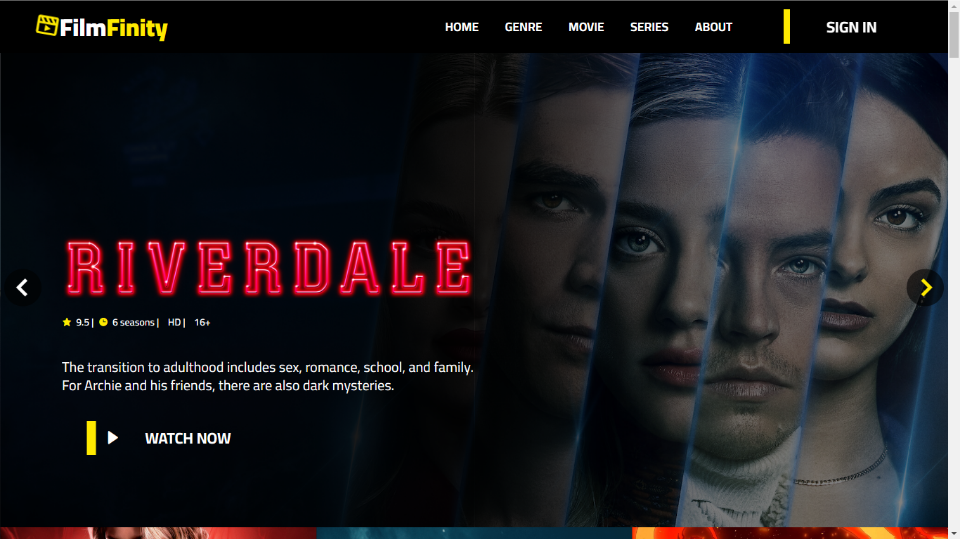 FilmFinity
HOME GENRE MOVIE SERIES ABOUT SIGN IN
RIVERDALE
9.5 | 6 seasons | HD | 16+
The transition to adulthood includes sex, romance, school, and family.
For Archie and his friends, there are also dark mysteries.
WATCH NOW